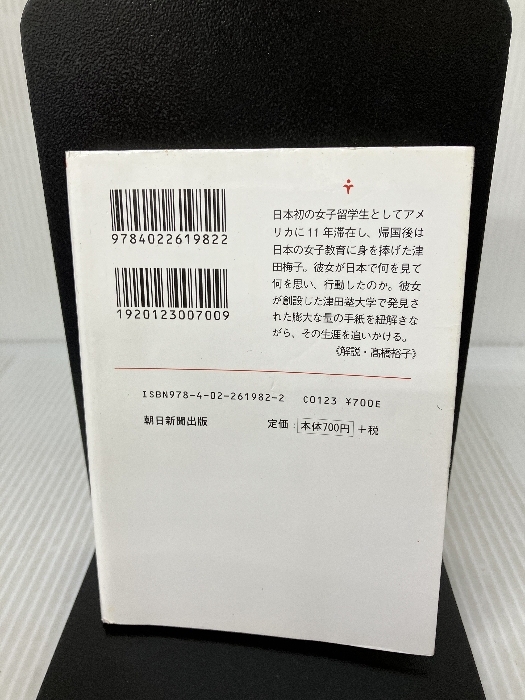 9784022619822
1920123007009
日本初の女子留学生としてアメ
リカに11年滞在し、帰国後は
日本の女子教育に身を捧げた津
田梅子。彼女が日本で何を見て
何を思い、行動したのか。彼女
が創設した津田塾大学で発見さ
れた膨大な量の手紙を紐解きな
がら、その生涯を追いかける。
《解説・髙橋裕子》
ISBN978-4-02-261982-2 C0123 ¥700E
朝日新聞出版 定価：本体700円＋税